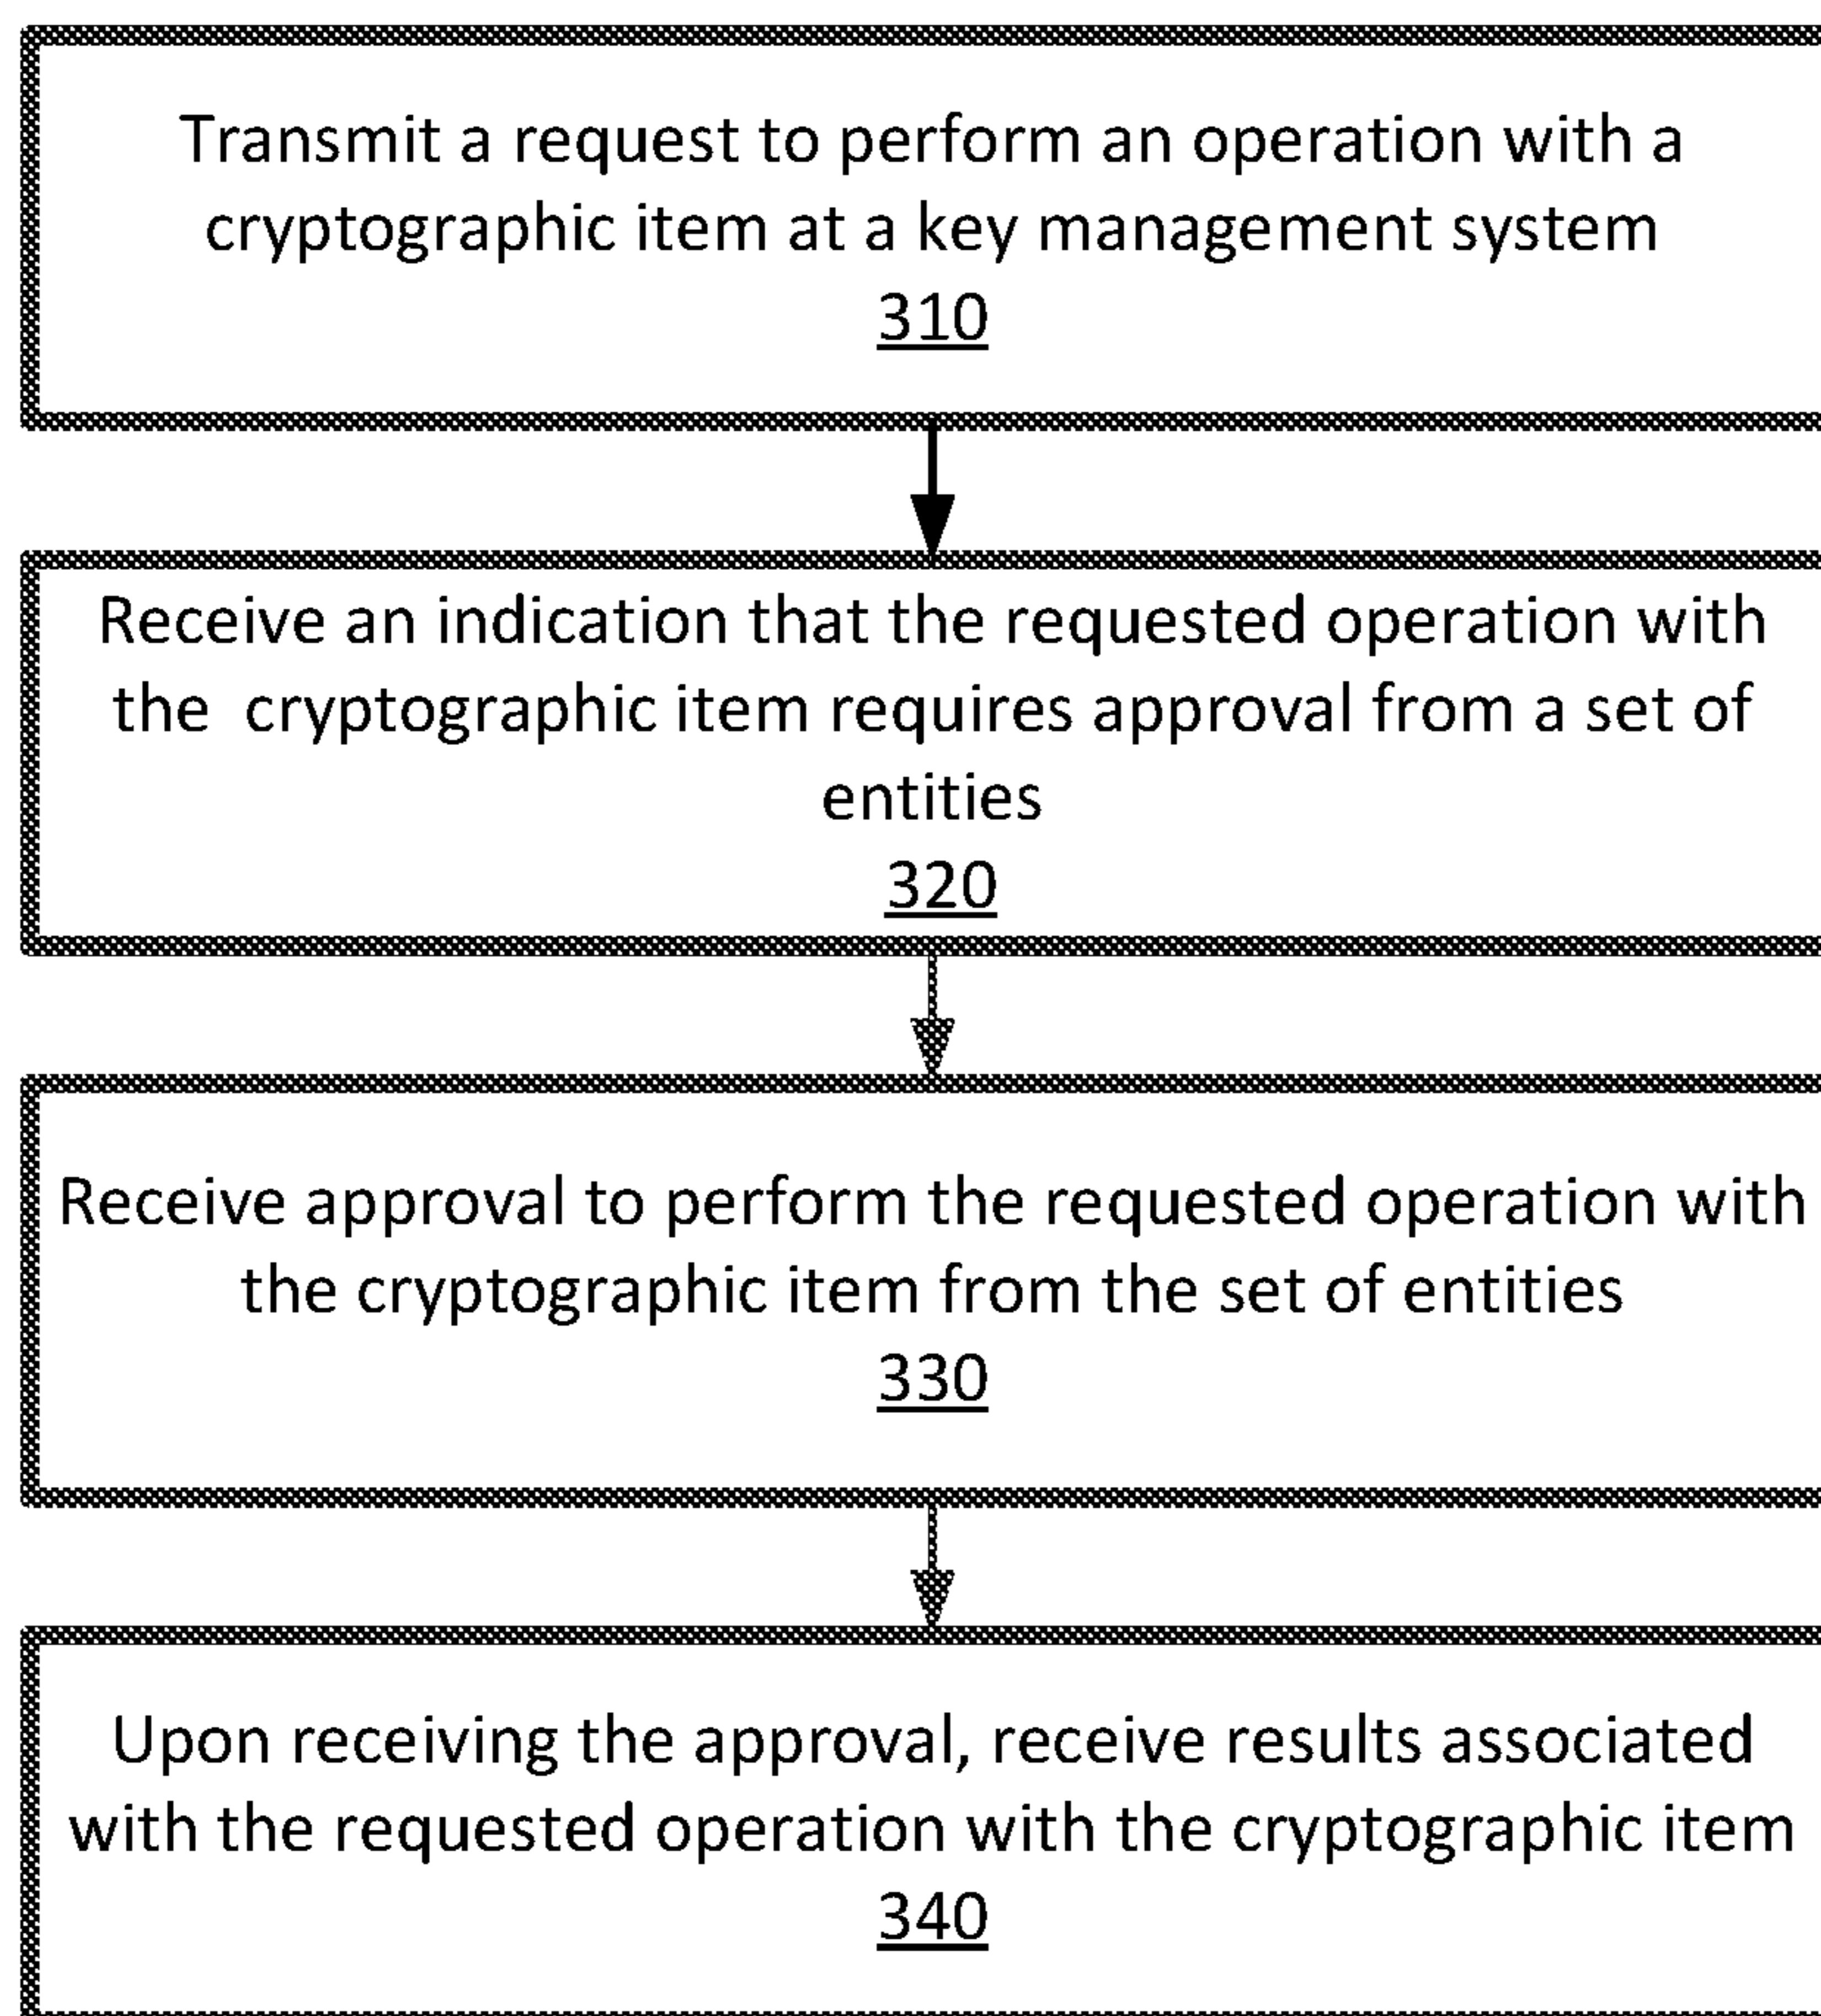 Transmit a request to perform an operation with a
cryptographic item at a key management system
310
Receive an indication that the requested operation with
the  cryptographic item requires approval from a set of
entities
320
Receive approval to perform the requested operation with
the cryptographic item from the set of entities
330
Upon receiving the approval, receive results associated
with the requested operation with the cryptographic item
340